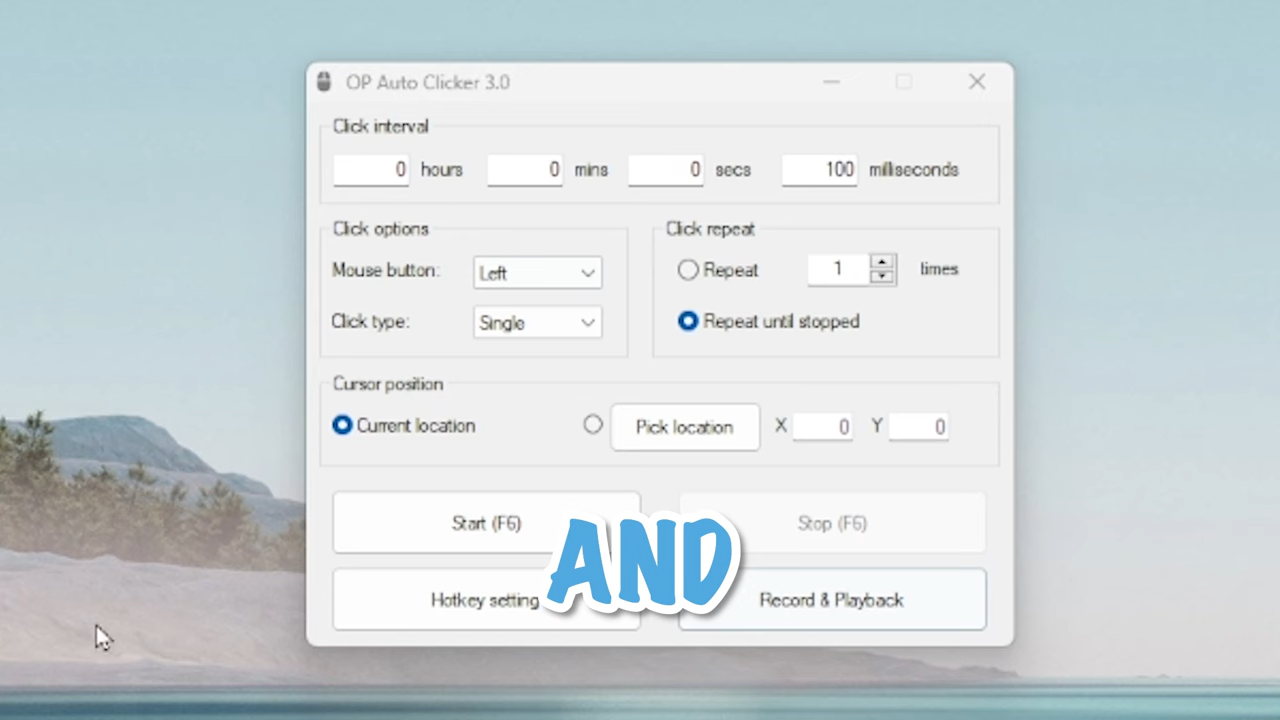 OP Auto Clicker 3.0
Click interval
0 hours 0 mins 0 secs 100 milliseconds
Click options
Mouse button: Left
Click type: Single
Click repeat
Repeat 1 times
Repeat until stopped
Cursor position
Current location Pick location X 0 Y 0
Start (F6) Stop (F6)
Hotkey setting Record & Playback
AND